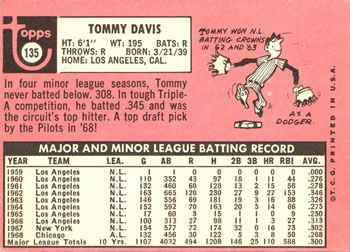 Topps
135
TOMMY DAVIS
HT: 6'1" WT: 195 BATS: R
THROWS: R BORN: 3/21/39
HOME: LOS ANGELES, CAL.
In four minor league seasons, Tommy
never batted below .308. In tough Triple-
A competition, he batted .345 and was
the circuit's top hitter. A top draft pick
by the Pilots in '68!
TOMMY WON N.L.
BATTING CROWNS
IN '62 AND '63
AS A
DODGER.
MAJOR AND MINOR LEAGUE BATTING RECORD
YEAR TEAM LEA G AB R H 2B 3B HR RBI AVG.
1959 Los Angeles N.L. 1 1 0 0 0 0 0 0 .000
1960 Los Angeles N.L. 110 352 43 97 18 1 11 44 .276
1961 Los Angeles N.L. 132 460 60 128 13 2 15 58 .278
1962 Los Angeles N.L. 163 665 120 230 27 9 27 153 .346
1963 Los Angeles N.L. 146 556 69 181 19 3 16 88 .326
1964 Los Angeles N.L. 152 592 70 163 20 5 14 86 .275
1965 Los Angeles N.L. 17 60 3 15 1 1 0 9 .250
1966 Los Angeles N.L. 100 313 27 98 11 1 3 27 .313
1967 New York N.L. 154 577 72 174 32 0 16 73 .302
1968 Chicago A.L. 132 456 30 122 5 3 8 50 .268
Major League Totals 10 Yrs. 1107 4032 494 1208 146 25 110 588 .300
© T.C.G. PRINTED IN U.S.A.